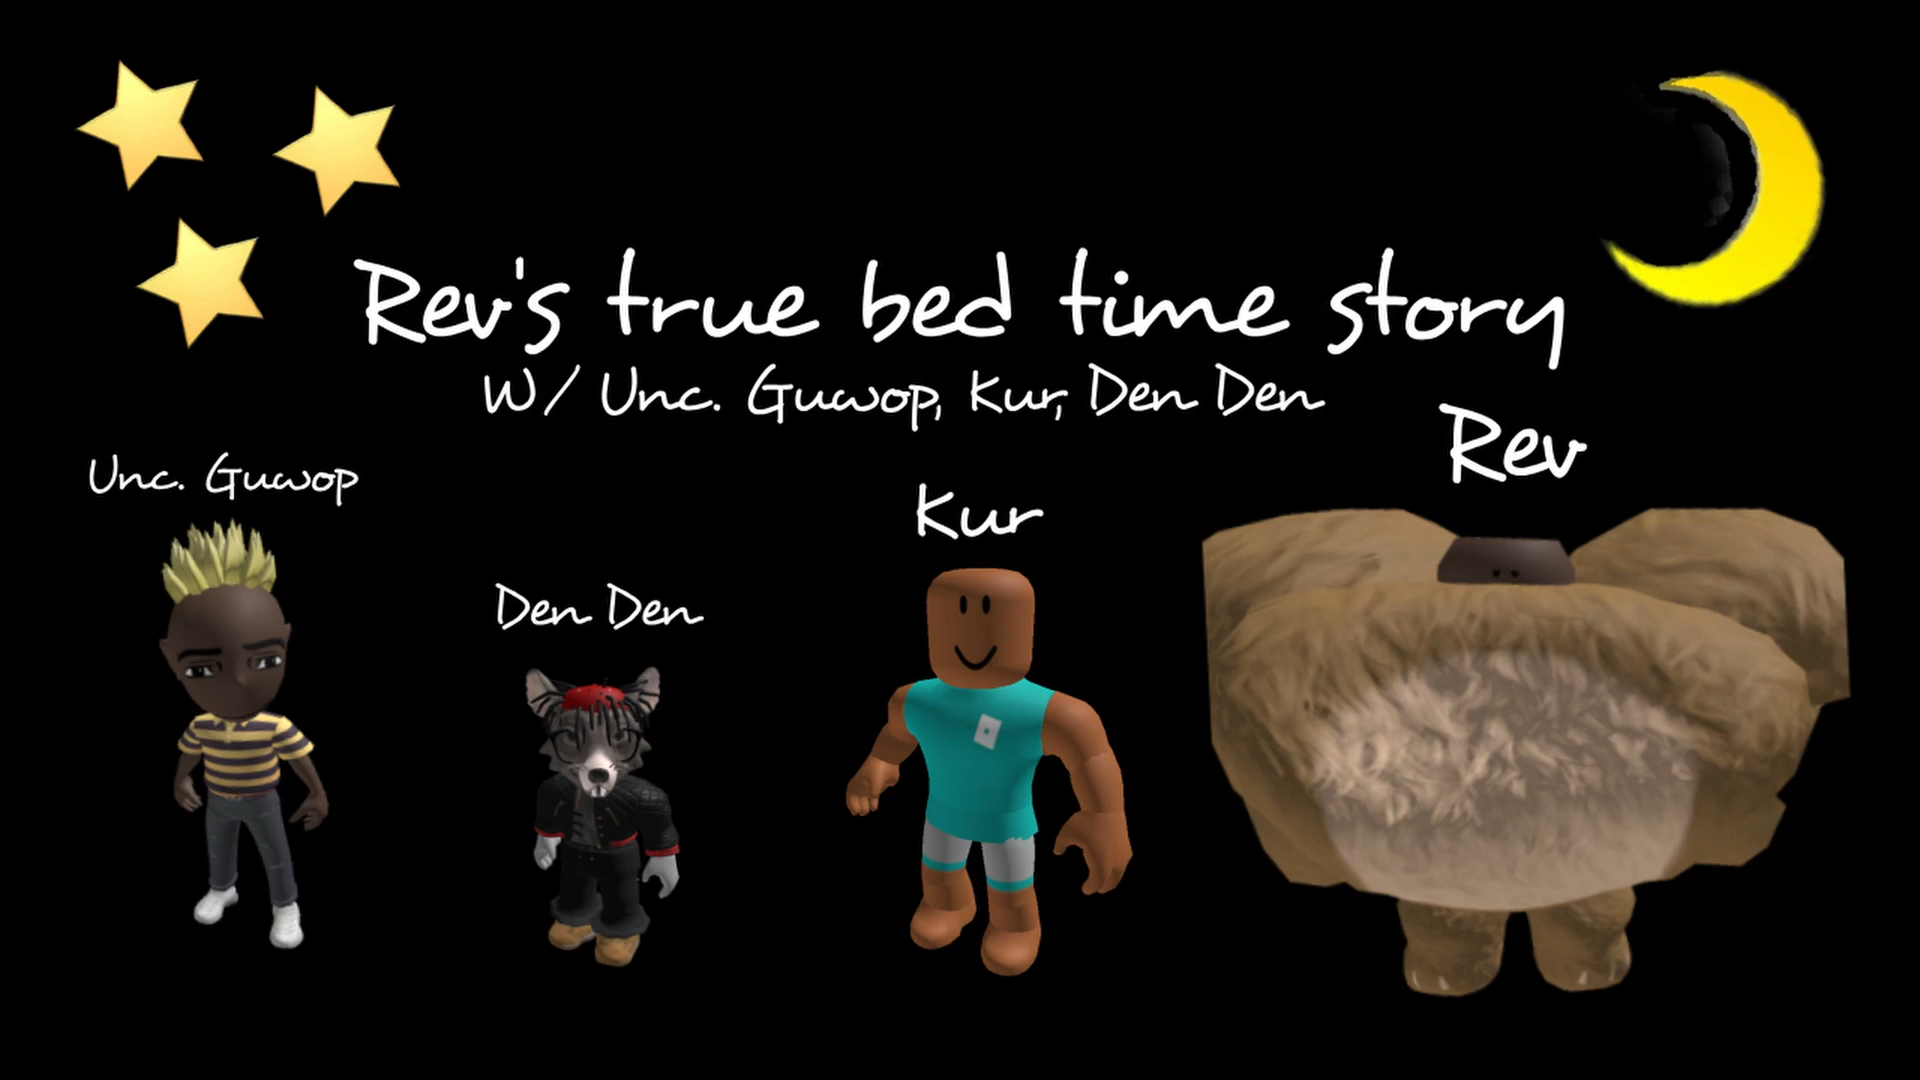 Rev's true bed time story
W/ Unc. Guwop, Kur, Den Den
Rev
Unc. Guwop
Kur
Den Den